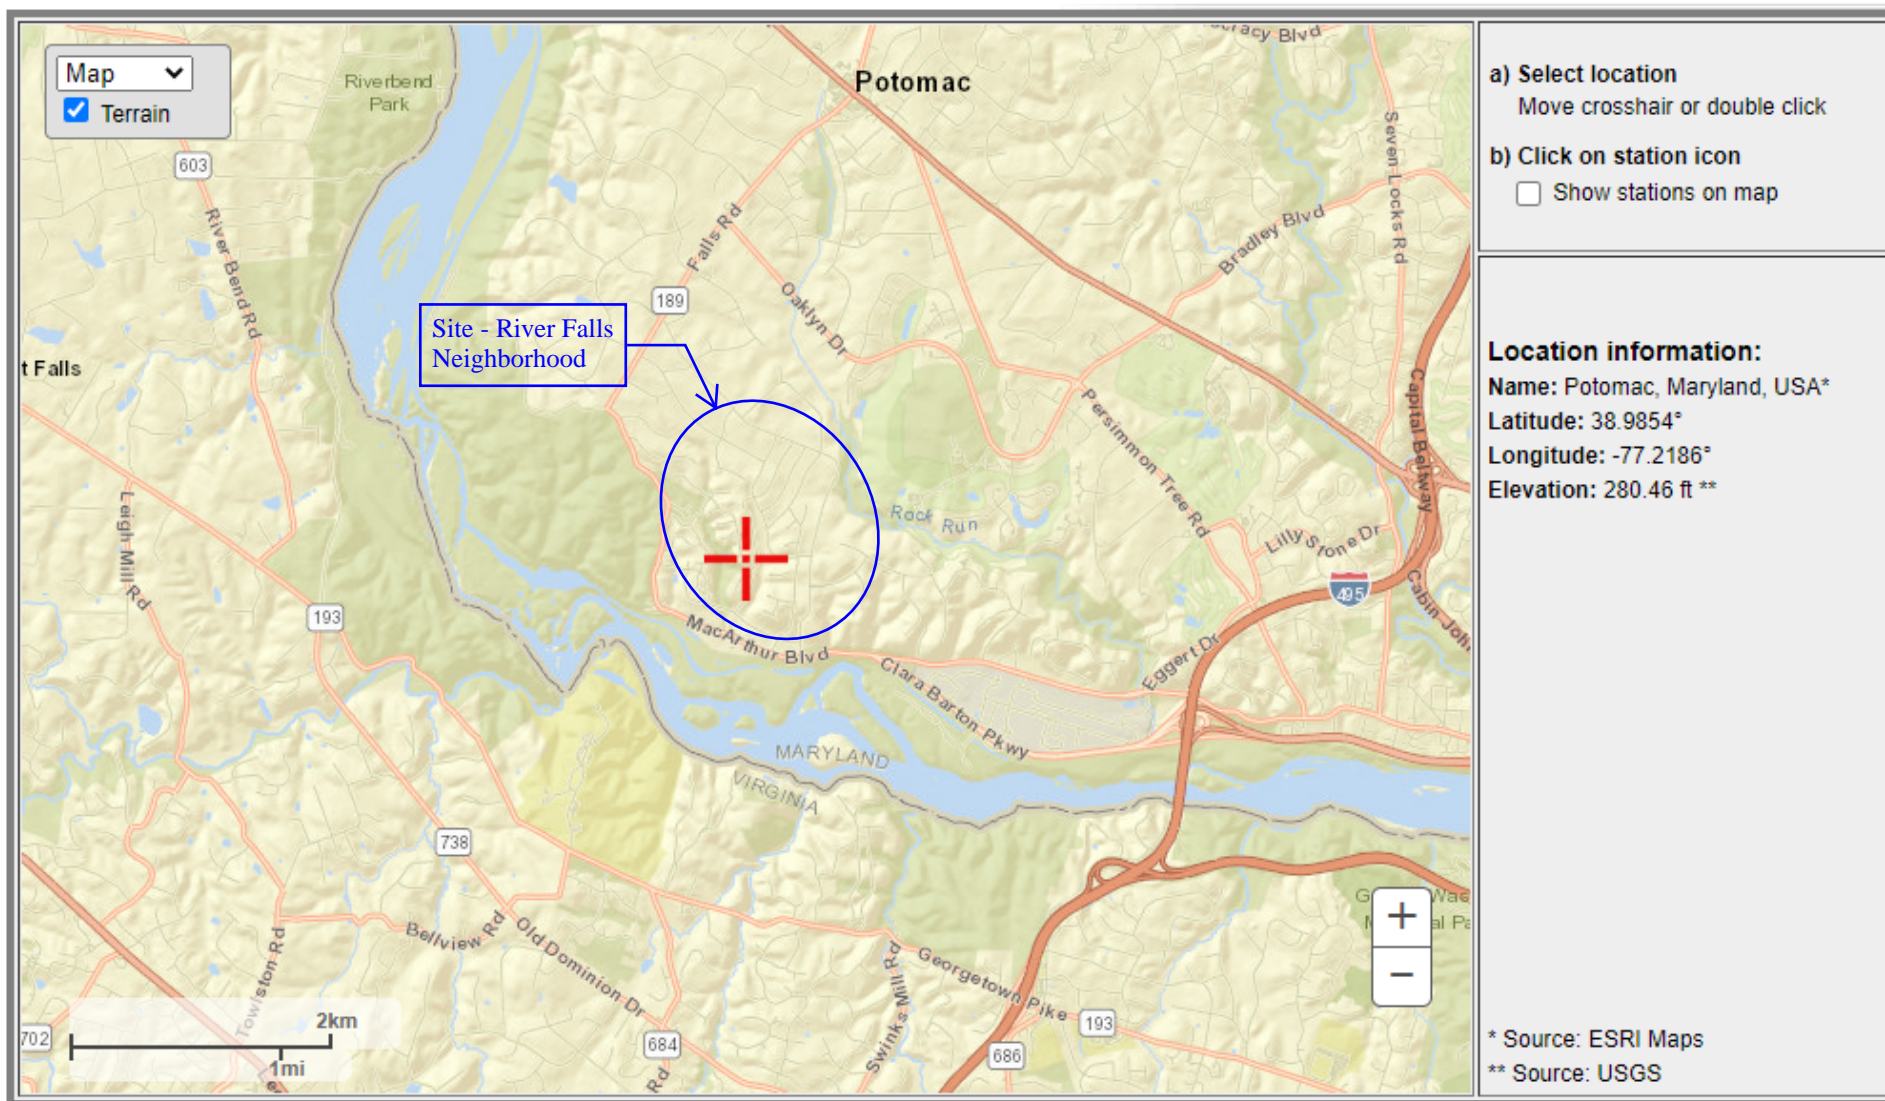 Map
Terrain
Riverbend
Park
Potomac
603
River Bend Rd
Falls Rd
189
Oaklyn Dr
Bradley Blvd
Seven Locks Rd
Site - River Falls
Neighborhood
t Falls
Persimmon Tree Rd
Capital Beltway
Leigh Mill Rd
Rock Run
Lilly Stone Dr
495
Cabin Joh
193
MacArthur Blvd
Eggert Dr
Clara Barton Pkwy
MARYLAND
VIRGINIA
738
Bellview Rd
Old Dominion Dr
Towlston Rd
Swinks Mill Rd
Georgetown Pike
193
684
686
702
Rd
2km
1mi
+
−
a) Select location
Move crosshair or double click
b) Click on station icon
Show stations on map
Location information:
Name: Potomac, Maryland, USA*
Latitude: 38.9854°
Longitude: -77.2186°
Elevation: 280.46 ft **
* Source: ESRI Maps
** Source: USGS